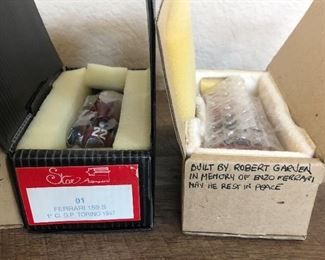 Star
01
FERRARI 159 S
1° G.P. TORINO 1947
BUILT BY ROBERT GARVEN
IN MEMORY OF ENZO FERRARI
MAY HE REST IN PEACE